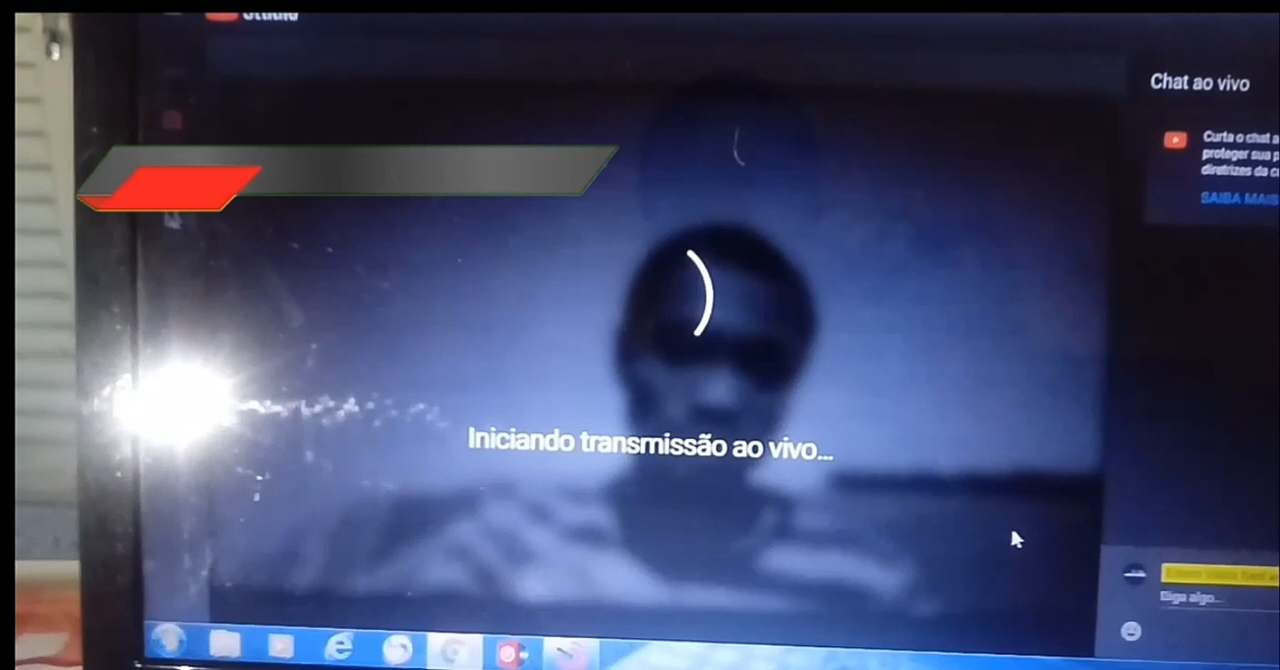 Studio
Chat ao vivo
Curta o chat a
proteger sua p
diretrizes da c
SAIBA MAIS
Iniciando transmissão ao vivo...
Diga algo...